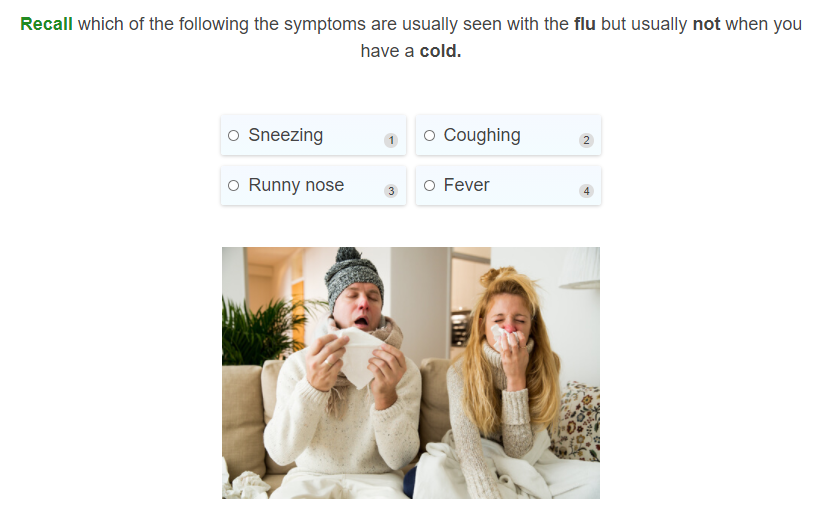 Recall which of the following the symptoms are usually seen with the flu but usually not when you
have a cold.
Sneezing 1
Coughing 2
Runny nose 3
Fever 4